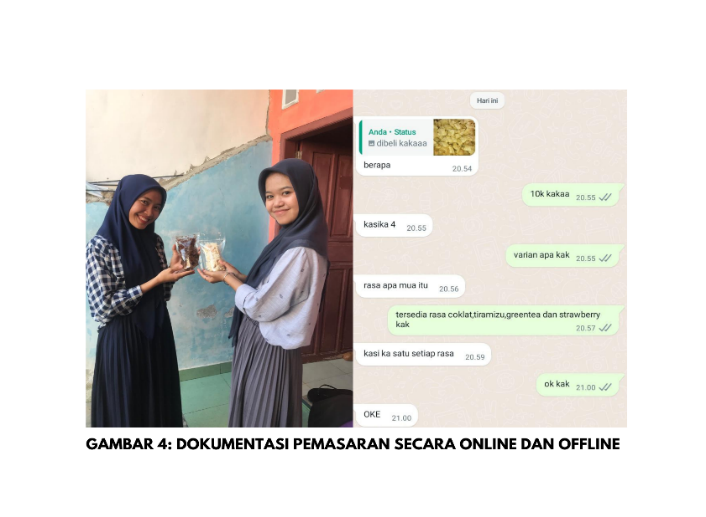 Hari ini
Anda • Status
dibeli kakaaa
berapa
20.54
10k kakaa 20.55
kasika 4 20.55
varian apa kak 20.55
rasa apa mua itu 20.56
tersedia rasa coklat,tiramizu,greentea dan strawberry
kak
20.57
kasi ka satu setiap rasa 20.59
ok kak 21.00
OKE 21.00
GAMBAR 4: DOKUMENTASI PEMASARAN SECARA ONLINE DAN OFFLINE